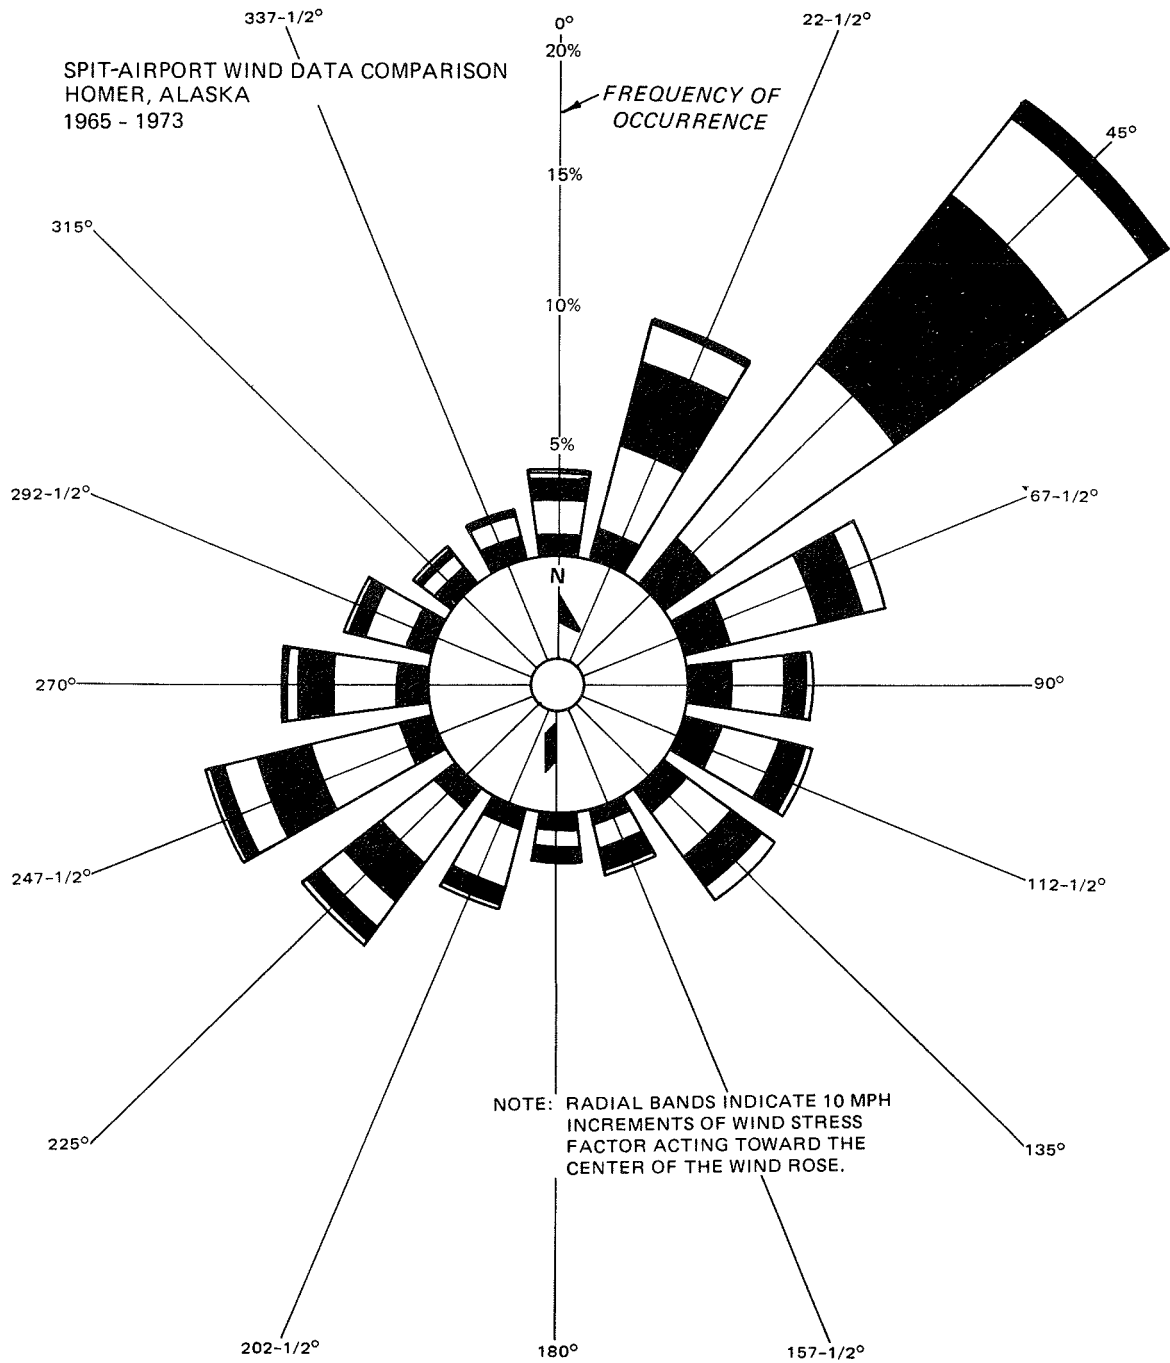 337-1/2°
0°
22-1/2°
20%
SPIT-AIRPORT WIND DATA COMPARISON
HOMER, ALASKA
1965 - 1973
FREQUENCY OF
OCCURRENCE
45°
15%
315°
10%
5%
292-1/2°
67-1/2°
N
270°
90°
247-1/2°
112-1/2°
NOTE: RADIAL BANDS INDICATE 10 MPH
INCREMENTS OF WIND STRESS
FACTOR ACTING TOWARD THE
CENTER OF THE WIND ROSE.
225°
135°
202-1/2°
180°
157-1/2°